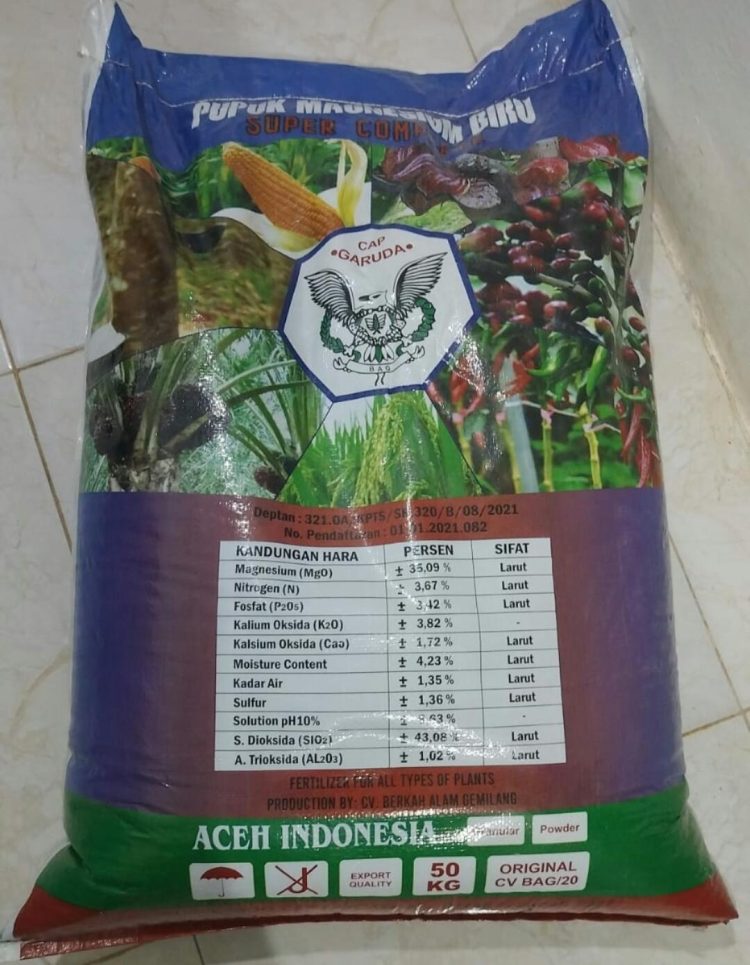 PUPUK MAGNESIUM BIRU
SUPER
CAP
•GARUDA•
BAG
Deptan : 321.0A/KPTS/SR.320/B/08/2021
No. Pendaftazan : 01.01.2021.082
KANDUNGAN HARA PERSEN SIFAT
Magnesium (MgO) ± 35,09 % Larut
Nitrogen (N) ± 3,67 % Larut
Fosfat (P2O5) ± 3,42 % Larut
Kalium Oksida (K2O) ± 3,82 % -
Kalsium Oksida (Cao) ± 1,72 % Larut
Moisture Content ± 4,23 % Larut
Kadar Air ± 1,35 % Larut
Sulfur ± 1,36 % Larut
Solution pH10% ± % -
S. Dioksida (SIO2) ± 43,08 % Larut
A. Trioksida (AL2O3) ± 1,02 % Larut
FERTILIZER FOR ALL TYPES OF PLANTS
PRODUCTION BY: CV. BERKAH ALAM GEMILANG
ACEH INDONESIA Granular Powder
EXPORT
QUALITY
50
KG
ORIGINAL
CV BAG/20